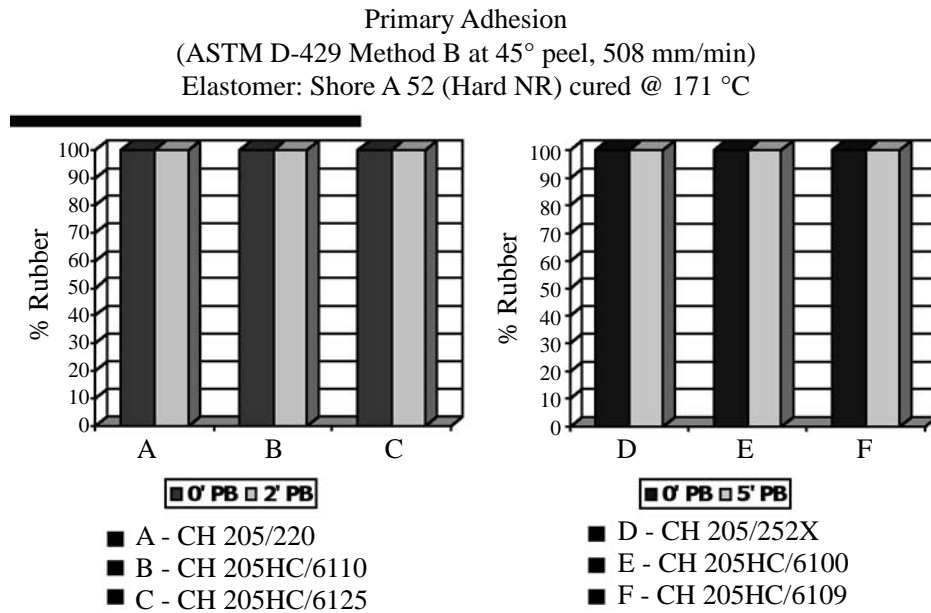 Primary Adhesion
(ASTM D-429 Method B at 45° peel, 508 mm/min)
Elastomer: Shore A 52 (Hard NR) cured @ 171 °C
% Rubber
100
90
80
70
60
50
40
30
20
10
0
A B C
0' PB 2' PB
A - CH 205/220
B - CH 205HC/6110
C - CH 205HC/6125
% Rubber
100
90
80
70
60
50
40
30
20
10
0
D E F
0' PB 5' PB
D - CH 205/252X
E - CH 205HC/6100
F - CH 205HC/6109